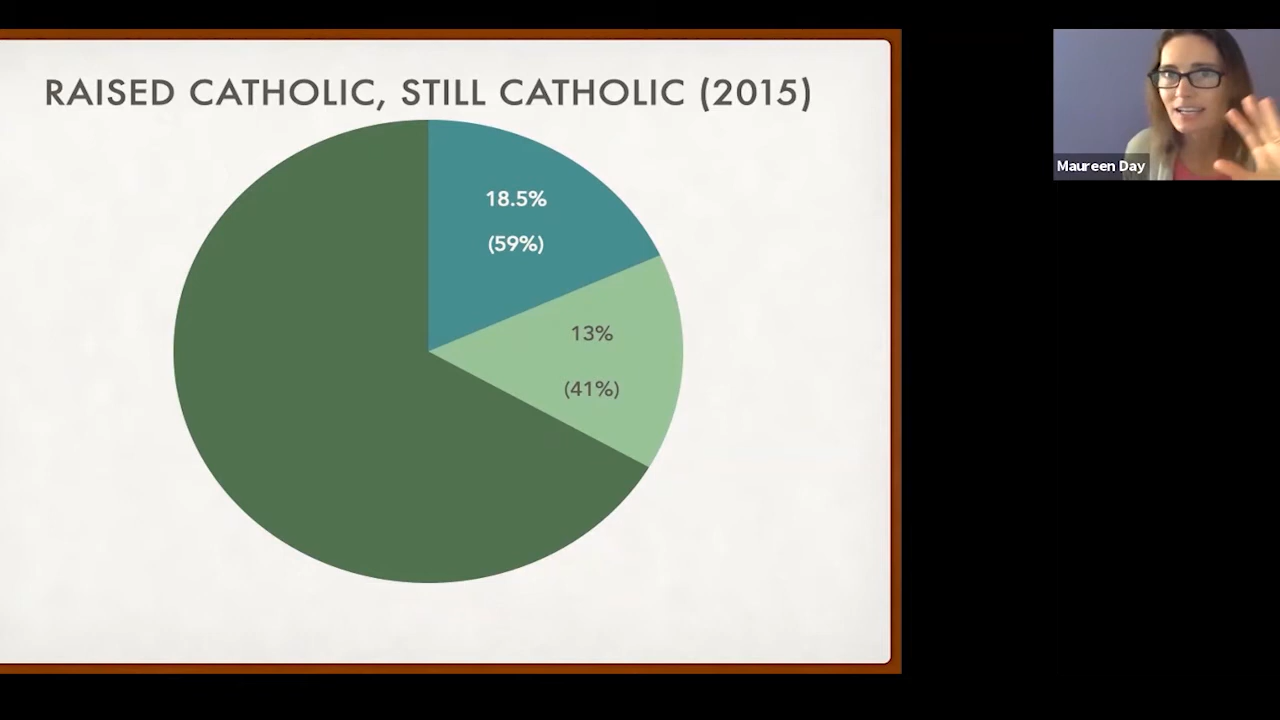 RAISED CATHOLIC, STILL CATHOLIC (2015)
18.5%
(59%)
13%
(41%)
Maureen Day